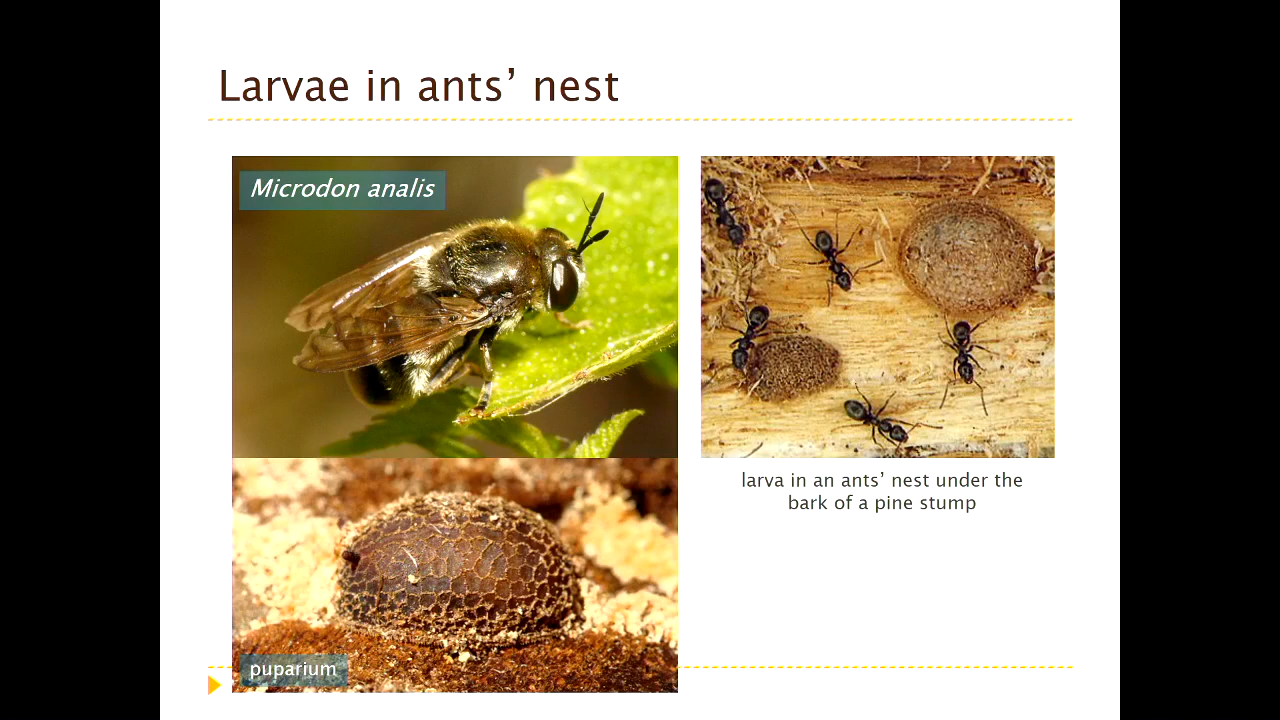 Larvae in ants’ nest
Microdon analis
larva in an ants’ nest under the
bark of a pine stump
puparium